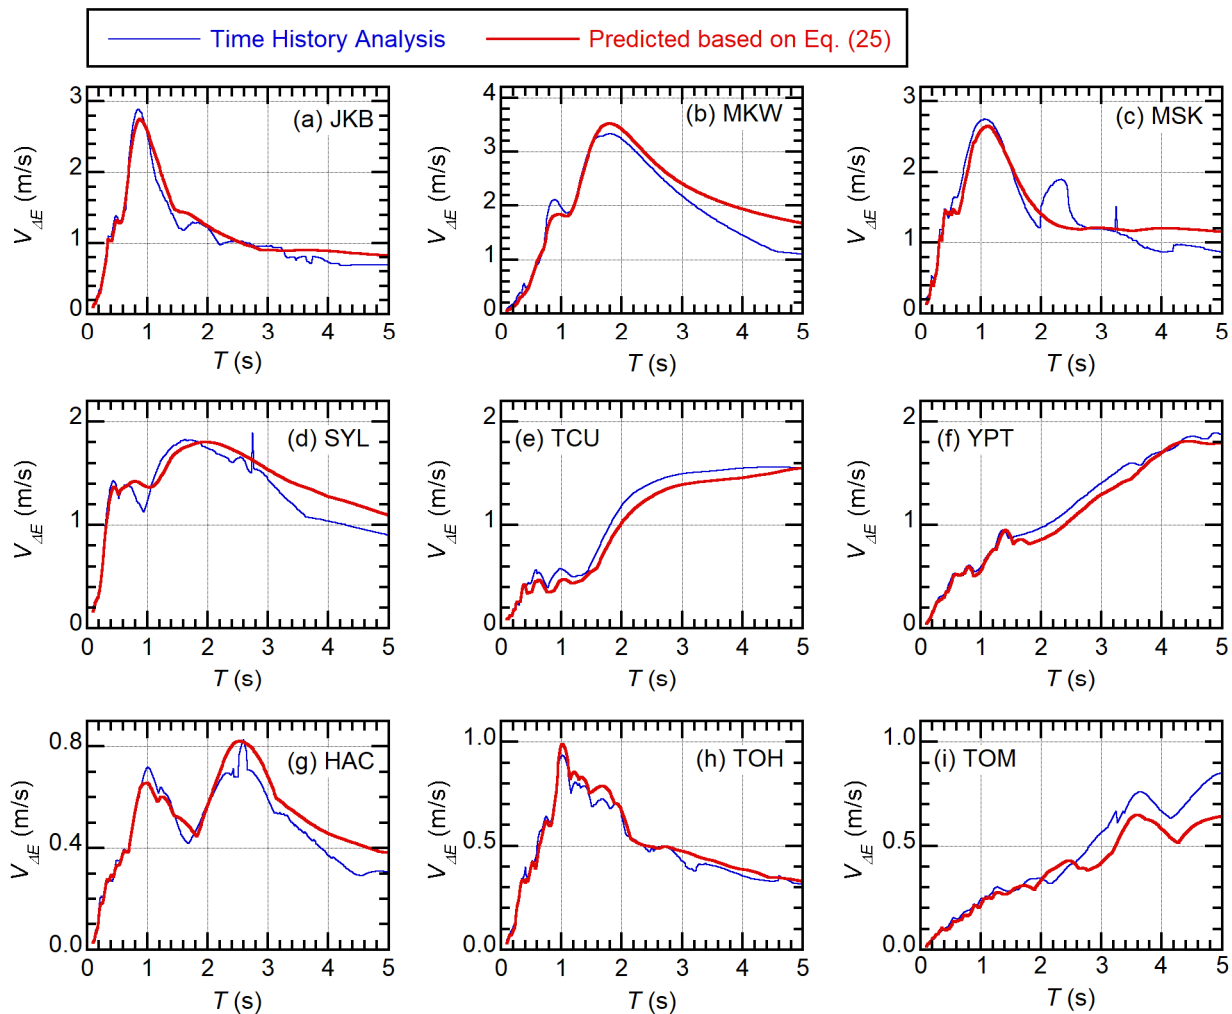 Time History Analysis Predicted based on Eq. (25)
(a) JKB
3
2
1
0
V_ΔE (m/s)
0 1 2 3 4 5
T (s)
(b) MKW
4
3
2
1
0
V_ΔE (m/s)
0 1 2 3 4 5
T (s)
(c) MSK
3
2
1
0
V_ΔE (m/s)
0 1 2 3 4 5
T (s)
(d) SYL
2
1
0
V_ΔE (m/s)
0 1 2 3 4 5
T (s)
(e) TCU
2
1
0
V_ΔE (m/s)
0 1 2 3 4 5
T (s)
(f) YPT
2
1
0
V_ΔE (m/s)
0 1 2 3 4 5
T (s)
(g) HAC
0.8
0.4
0.0
V_ΔE (m/s)
0 1 2 3 4 5
T (s)
(h) TOH
1.0
0.5
0.0
V_ΔE (m/s)
0 1 2 3 4 5
T (s)
(i) TOM
1.0
0.5
0.0
V_ΔE (m/s)
0 1 2 3 4 5
T (s)